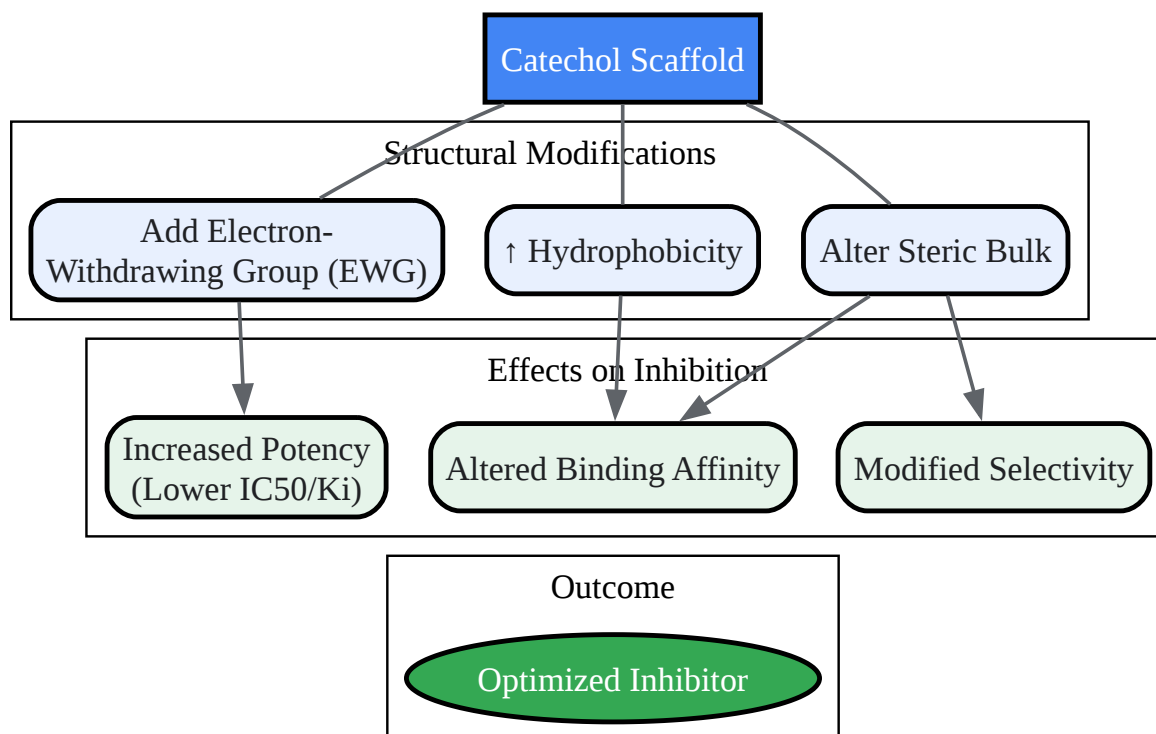 Catechol Scaffold
Structural Modifications
Add Electron-
Withdrawing Group (EWG)
↑ Hydrophobicity
Alter Steric Bulk
Effects on Inhibition
Increased Potency
(Lower IC50/Ki)
Altered Binding Affinity
Modified Selectivity
Outcome
Optimized Inhibitor